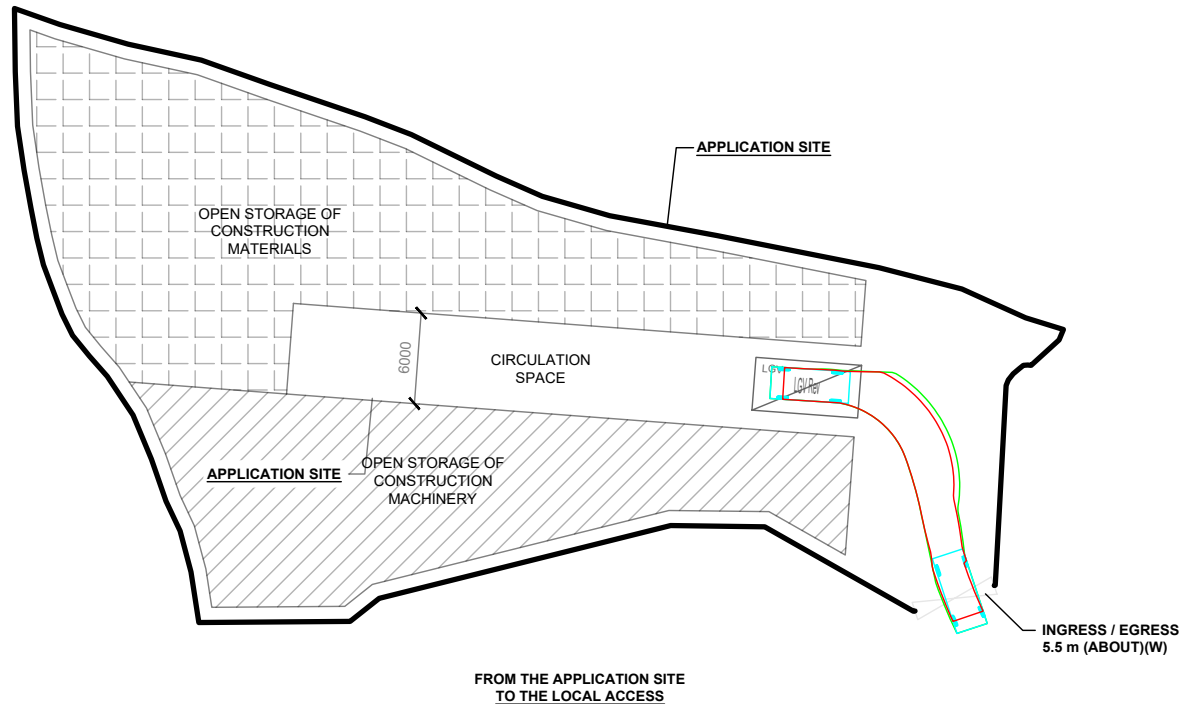 APPLICATION SITE
OPEN STORAGE OF
CONSTRUCTION
MATERIALS
6000
CIRCULATION
SPACE
LGV
LGV Rev
APPLICATION SITE
OPEN STORAGE OF
CONSTRUCTION
MACHINERY
INGRESS / EGRESS
5.5 m (ABOUT)(W)
FROM THE APPLICATION SITE
TO THE LOCAL ACCESS